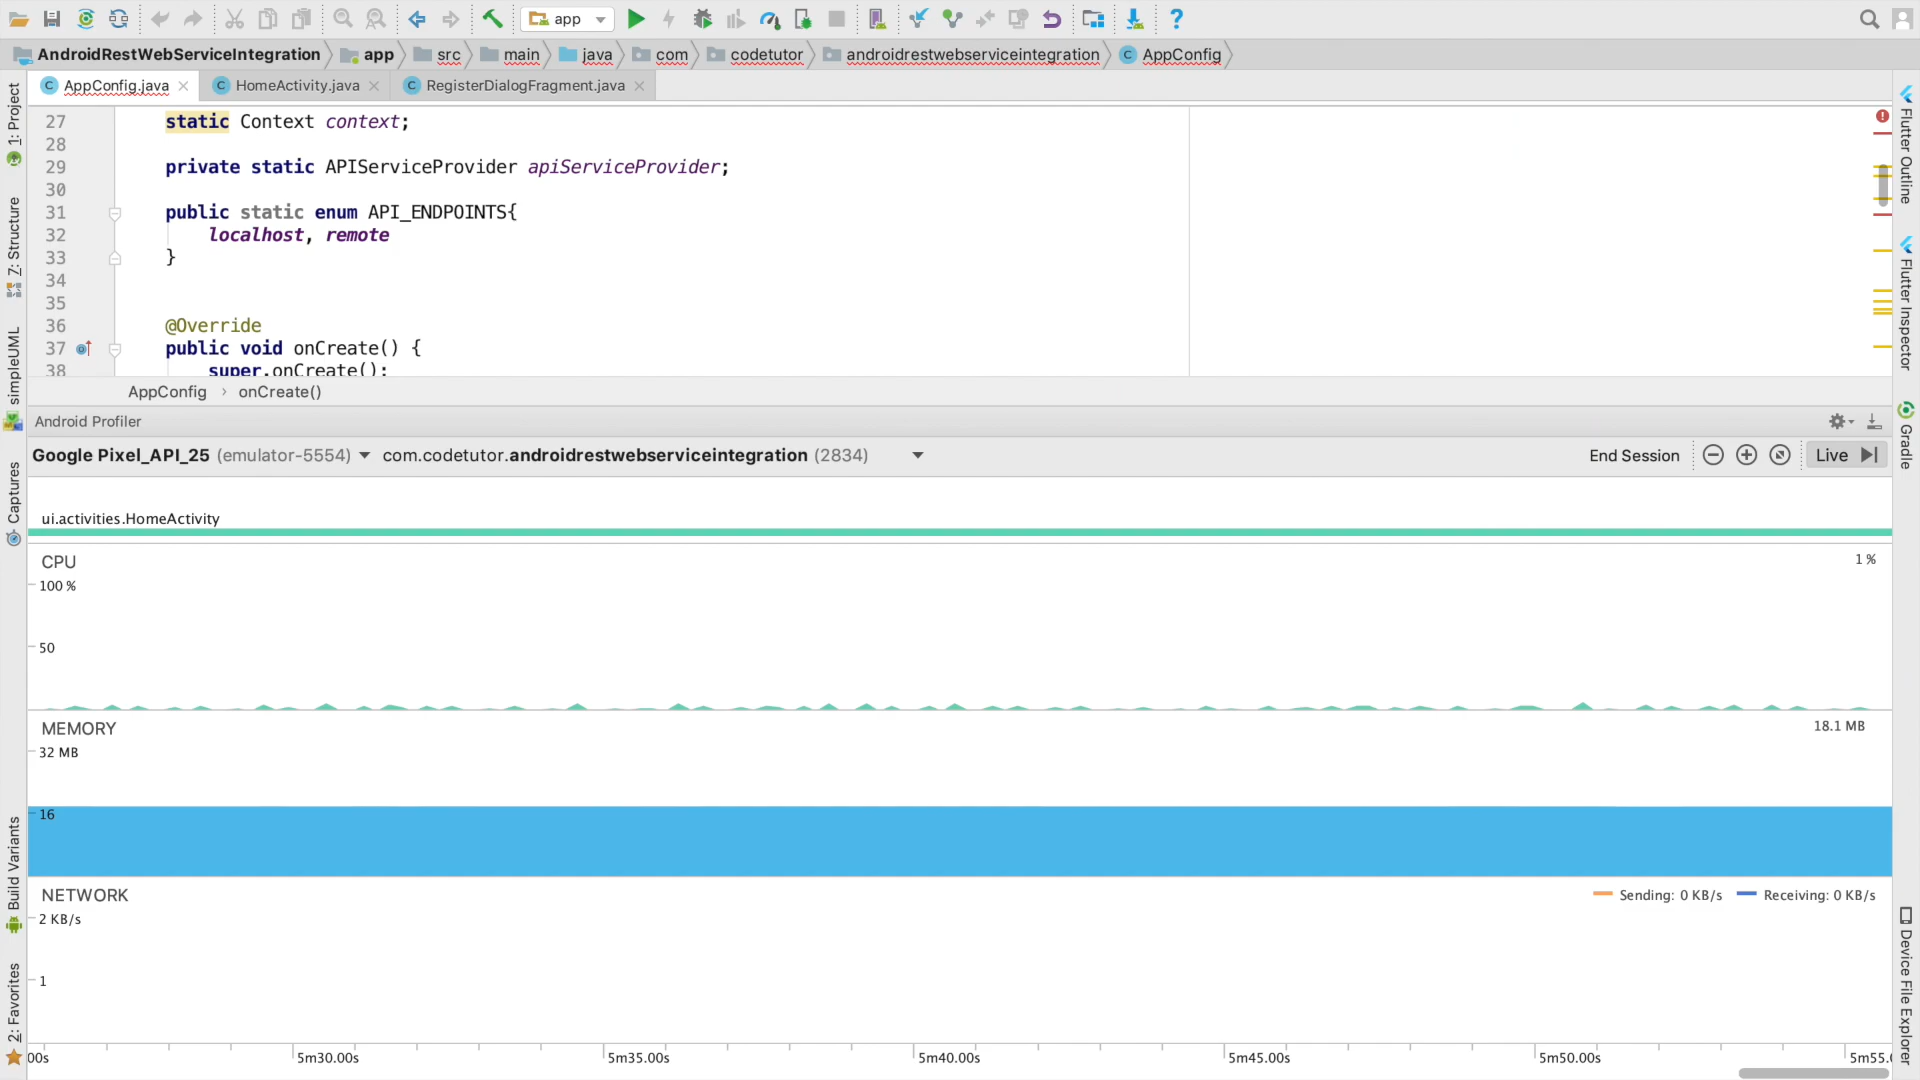 app
AndroidRestWebServiceIntegration app src main java com codetutor androidrestwebserviceintegration AppConfig
AppConfig.java HomeActivity.java RegisterDialogFragment.java
27 static Context context;
28
29 private static APIServiceProvider apiServiceProvider;
30
31 public static enum API_ENDPOINTS{
32 localhost, remote
33 }
34
35
36 @Override
37 public void onCreate() {
38 super.onCreate();
AppConfig › onCreate()
Android Profiler
Google Pixel_API_25 (emulator-5554) com.codetutor.androidrestwebserviceintegration (2834) End Session Live
ui.activities.HomeActivity
CPU 1 %
100 %
50
MEMORY 18.1 MB
32 MB
16
NETWORK Sending: 0 KB/s Receiving: 0 KB/s
2 KB/s
1
00s 5m30.00s 5m35.00s 5m40.00s 5m45.00s 5m50.00s 5m55.
1: Project
7: Structure
simpleUML
Captures
Build Variants
2: Favorites
Flutter Outline
Flutter Inspector
Gradle
Device File Explorer